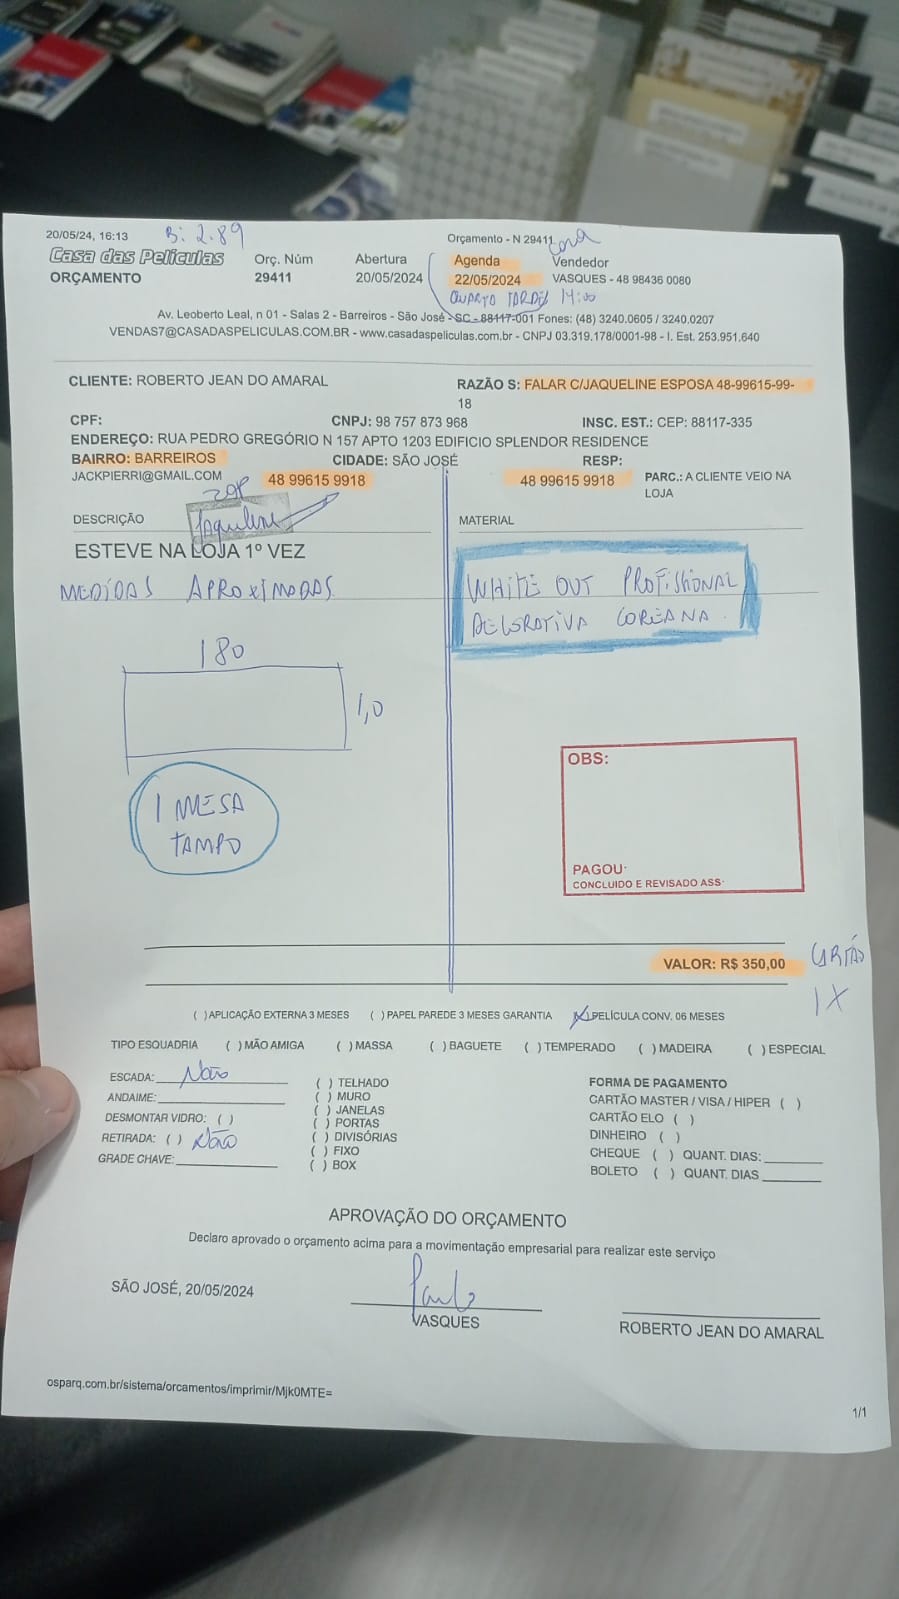 20/05/24, 16:13
B: 2.89
Orçamento - N 29411
Casa das Películas
Orç. Núm
Abertura
Agenda
Vendedor
ORÇAMENTO
29411
20/05/2024
22/05/2024
VASQUES - 48 98436 0080
QUARTO TARDE 14:00
Av. Leoberto Leal, n 01 - Salas 2 - Barreiros - São José - SC - 88117-001 Fones: (48) 3240.0605 / 3240.0207
VENDAS7@CASADASPELICULAS.COM.BR - www.casadaspeliculas.com.br - CNPJ 03.319.178/0001-98 - I. Est. 253.951.640
CLIENTE: ROBERTO JEAN DO AMARAL
RAZÃO S: FALAR C/JAQUELINE ESPOSA 48-99615-99-
18
CPF:
CNPJ: 98 757 873 968
INSC. EST.: CEP: 88117-335
ENDEREÇO: RUA PEDRO GREGÓRIO N 157 APTO 1203 EDIFICIO SPLENDOR RESIDENCE
BAIRRO: BARREIROS
CIDADE: SÃO JOSÉ
RESP:
JACKPIERRI@GMAIL.COM
48 99615 9918
48 99615 9918
PARC.: A CLIENTE VEIO NA
LOJA
DESCRIÇÃO
Jaqueline
MATERIAL
ESTEVE NA LOJA 1º VEZ
MEDIDAS APROXIMADAS
WHITE OUT PROFISSIONAL
DECORATIVA COREANA
180
1,0
1 MESA
TAMPO
OBS:
PAGOU:
CONCLUIDO E REVISADO ASS:
VALOR: R$ 350,00
CARTÃO
1X
( )APLICAÇÃO EXTERNA 3 MESES ( ) PAPEL PAREDE 3 MESES GARANTIA (X)PELÍCULA CONV. 06 MESES
TIPO ESQUADRIA ( ) MÃO AMIGA ( ) MASSA ( ) BAGUETE ( ) TEMPERADO ( ) MADEIRA ( ) ESPECIAL
ESCADA: Não
ANDAIME:
DESMONTAR VIDRO: ( )
RETIRADA: ( ) Não
GRADE CHAVE:
( ) TELHADO
( ) MURO
( ) JANELAS
( ) PORTAS
( ) DIVISÓRIAS
( ) FIXO
( ) BOX
FORMA DE PAGAMENTO
CARTÃO MASTER / VISA / HIPER ( )
CARTÃO ELO ( )
DINHEIRO ( )
CHEQUE ( ) QUANT. DIAS:
BOLETO ( ) QUANT. DIAS
APROVAÇÃO DO ORÇAMENTO
Declaro aprovado o orçamento acima para a movimentação empresarial para realizar este serviço
SÃO JOSÉ, 20/05/2024
Paulo
VASQUES
ROBERTO JEAN DO AMARAL
osparq.com.br/sistema/orcamentos/imprimir/Mjk0MTE=
1/1